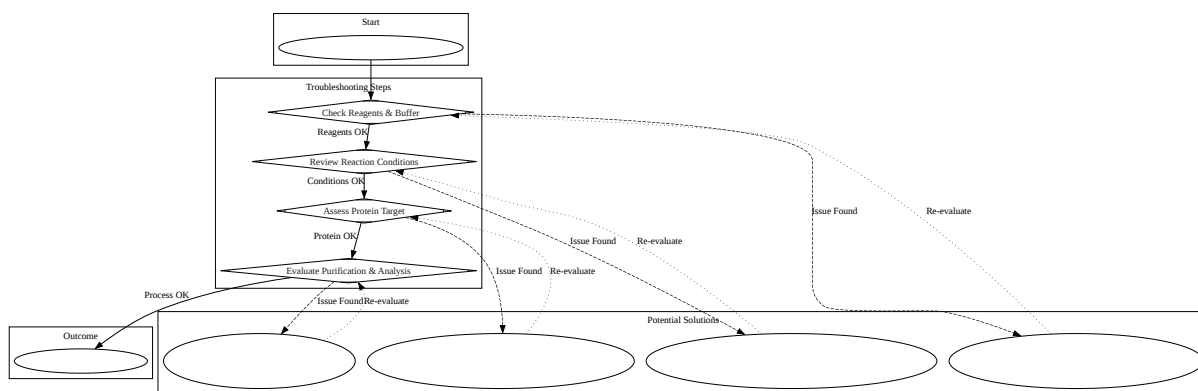 Start
Troubleshooting Steps
Check Reagents & Buffer
Reagents OK
Review Reaction Conditions
Conditions OK
Assess Protein Target
Issue Found
Re-evaluate
Protein OK
Issue Found
Re-evaluate
Evaluate Purification & Analysis
Issue Found
Re-evaluate
Process OK
Issue Found
Re-evaluate
Potential Solutions
Outcome